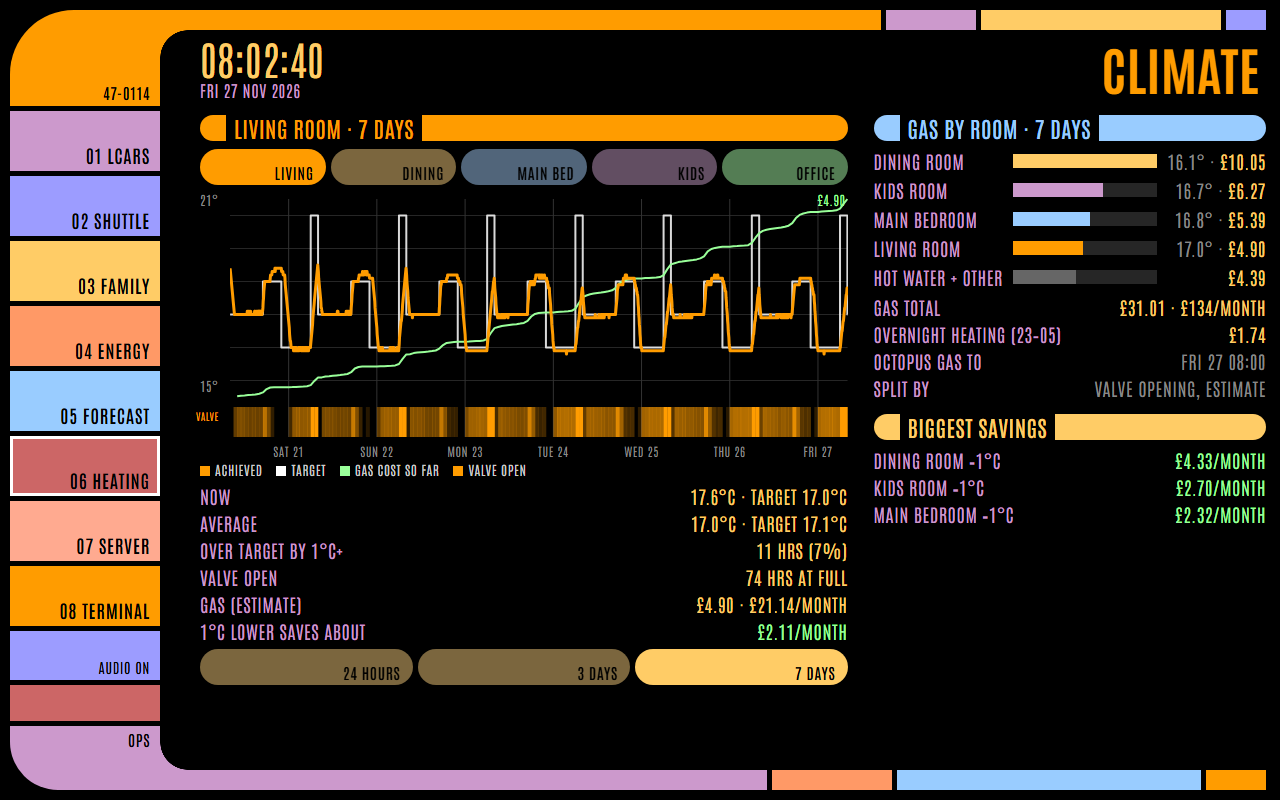 47-0114
01 LCARS
02 SHUTTLE
03 FAMILY
04 ENERGY
05 FORECAST
06 HEATING
07 SERVER
08 TERMINAL
AUDIO ON
OPS
08:02:40
FRI 27 NOV 2026
CLIMATE
LIVING ROOM · 7 DAYS
LIVING
DINING
MAIN BED
KIDS
OFFICE
21°
£4.90
15°
VALVE
SAT 21
SUN 22
MON 23
TUE 24
WED 25
THU 26
FRI 27
ACHIEVED
TARGET
GAS COST SO FAR
VALVE OPEN
NOW 17.6°C · TARGET 17.0°C
AVERAGE 17.0°C · TARGET 17.1°C
OVER TARGET BY 1°C+ 11 HRS (7%)
VALVE OPEN 74 HRS AT FULL
GAS (ESTIMATE) £4.90 · £21.14/MONTH
1°C LOWER SAVES ABOUT £2.11/MONTH
24 HOURS
3 DAYS
7 DAYS
GAS BY ROOM · 7 DAYS
DINING ROOM 16.1° · £10.05
KIDS ROOM 16.7° · £6.27
MAIN BEDROOM 16.8° · £5.39
LIVING ROOM 17.0° · £4.90
HOT WATER + OTHER £4.39
GAS TOTAL £31.01 · £134/MONTH
OVERNIGHT HEATING (23-05) £1.74
OCTOPUS GAS TO FRI 27 08:00
SPLIT BY VALVE OPENING, ESTIMATE
BIGGEST SAVINGS
DINING ROOM -1°C £4.33/MONTH
KIDS ROOM -1°C £2.70/MONTH
MAIN BEDROOM -1°C £2.32/MONTH